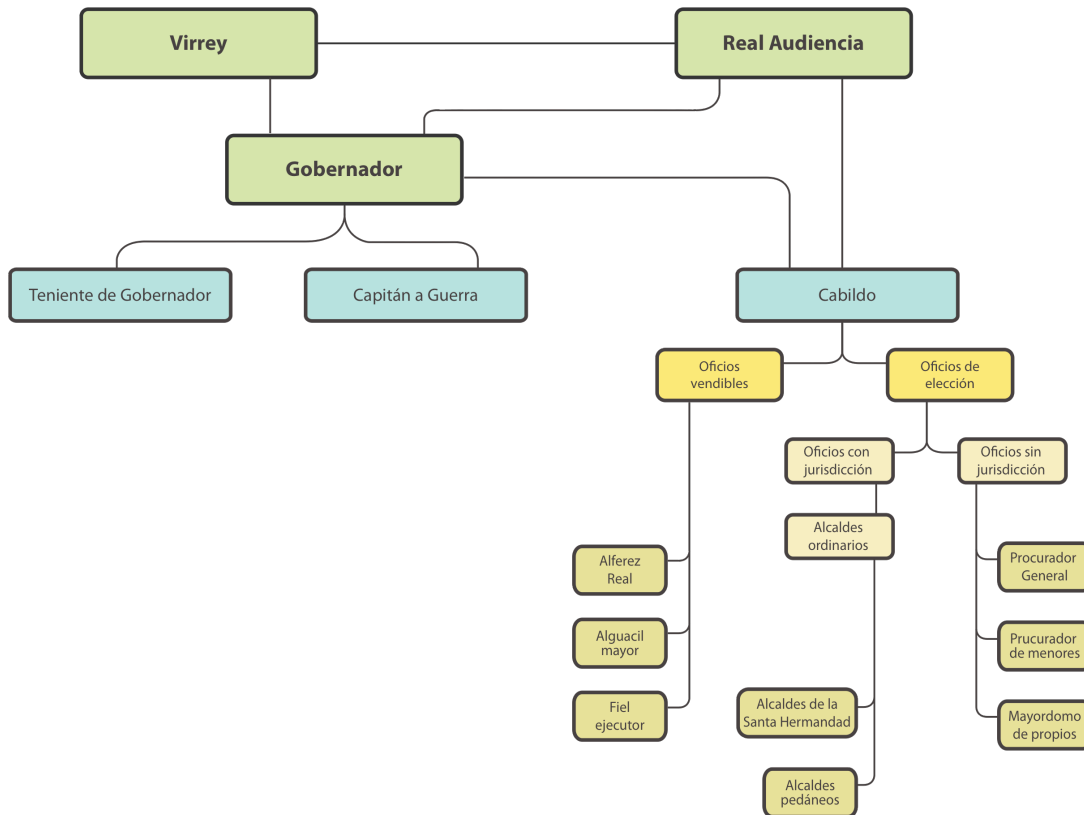 Virrey
Real Audiencia
Gobernador
Teniente de Gobernador
Capitán a Guerra
Cabildo
Oficios
vendibles
Oficios de
elección
Oficios con
jurisdicción
Oficios sin
jurisdicción
Alcaldes
ordinarios
Alferez
Real
Procurador
General
Alguacil
mayor
Prucurador
de menores
Fiel
ejecutor
Alcaldes de la
Santa Hermandad
Mayordomo
de propios
Alcaldes
pedáneos